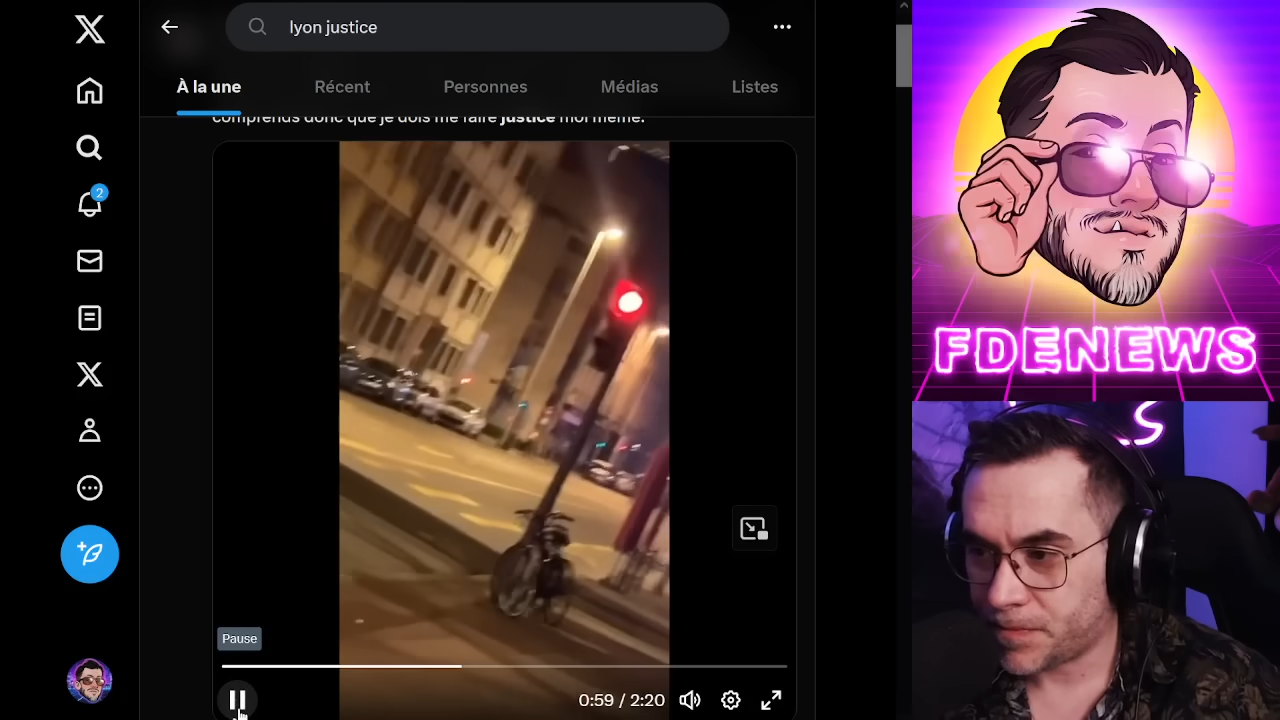 lyon justice
À la une
Récent
Personnes
Médias
Listes
comprends donc que je dois me faire justice moi même.
2
FDENEWS
S
Pause
0:59 / 2:20